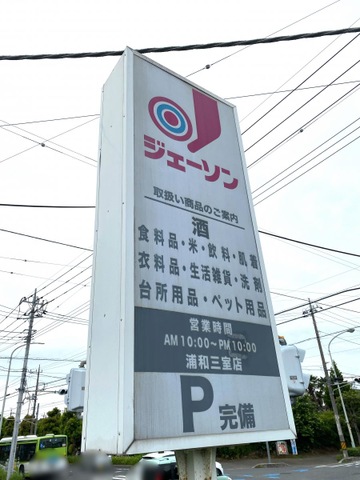 ジェーソン
取扱い商品のご案内
酒
食料品・米・飲料・肌着
衣料品・生活雑貨・洗剤
台所用品・ペット用品
営業時間
AM10:00～PM10:00
浦和三室店
P完備